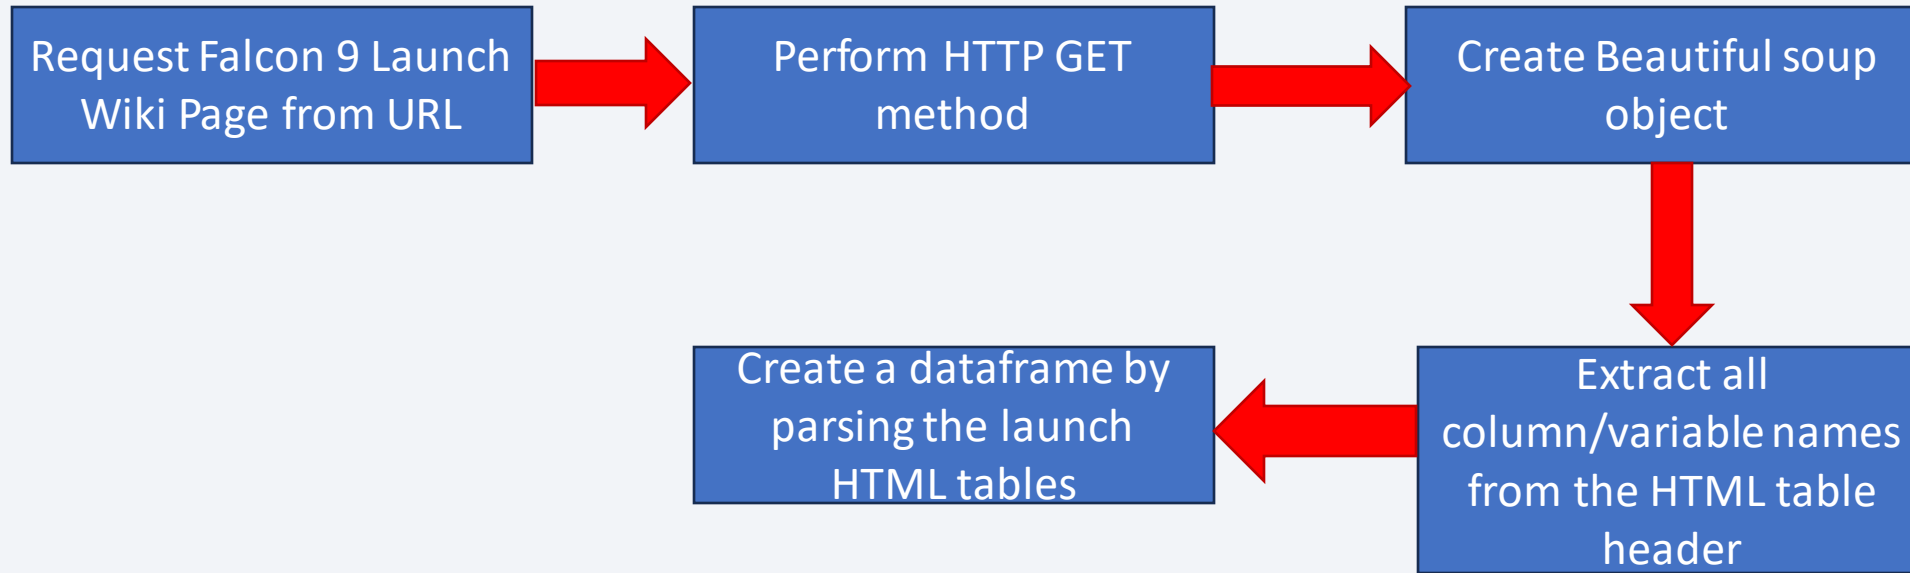 Request Falcon 9 Launch
Wiki Page from URL
Perform HTTP GET
method
Create Beautiful soup
object
Extract all
column/variable names
from the HTML table
header
Create a dataframe by
parsing the launch
HTML tables